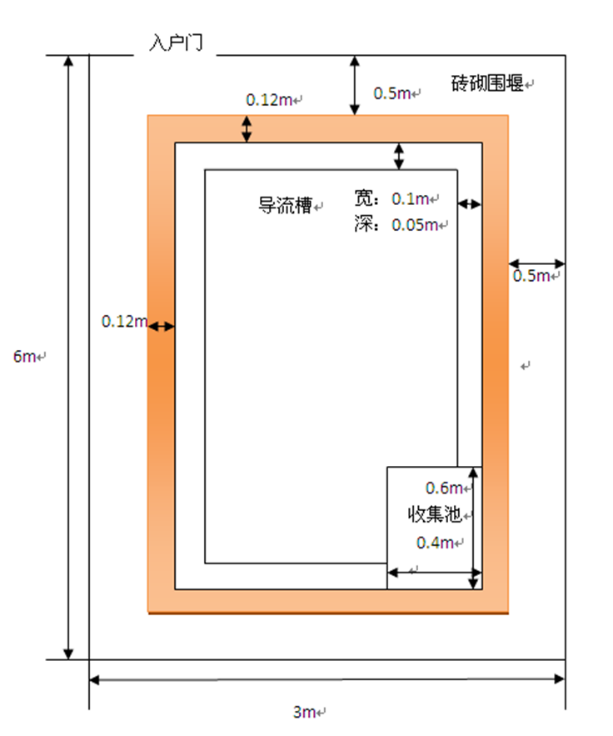 入户门
砖砌围堰
0.12m
0.5m
导流槽
宽：0.1m
深：0.05m
0.5m
0.12m
6m
0.6m
收集池
0.4m
3m